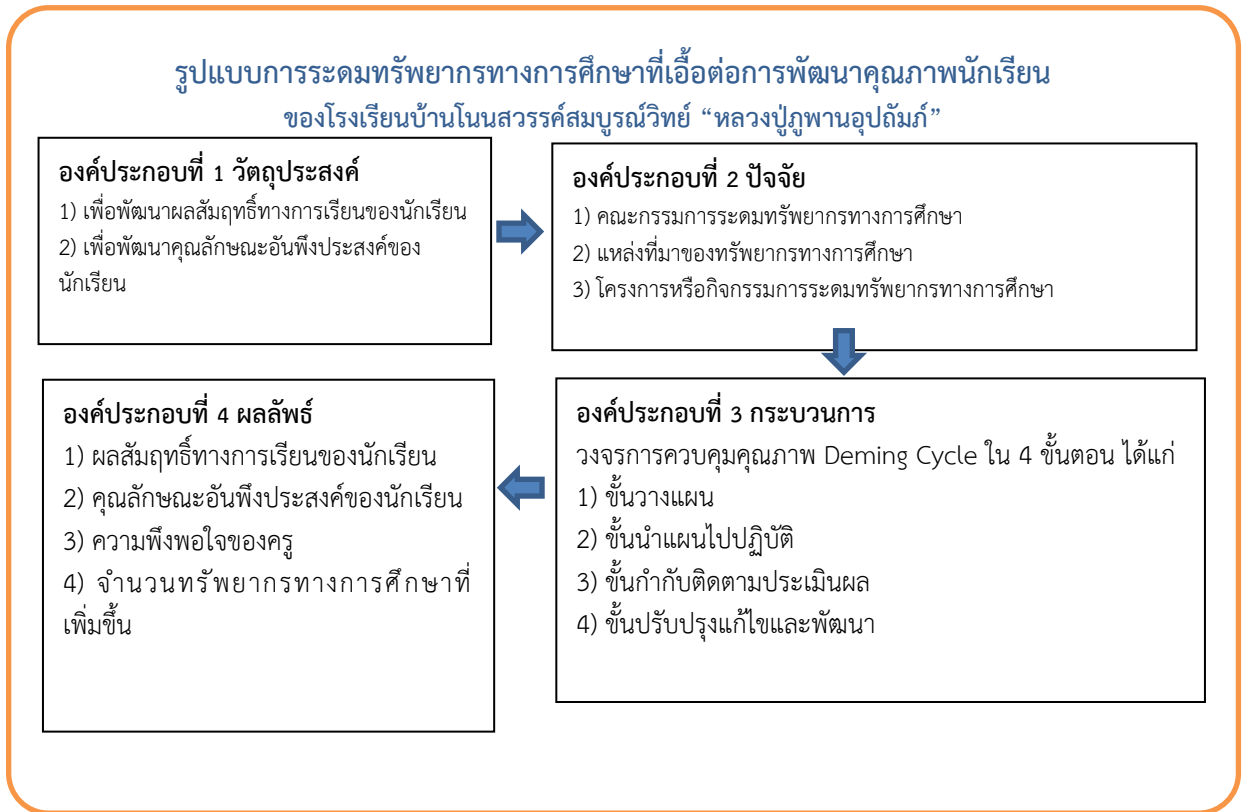 รูปแบบการระดมทรัพยากรทางการศึกษาที่เอื้อต่อการพัฒนาคุณภาพนักเรียน
ของโรงเรียนบ้านโนนสวรรค์สมบูรณ์วิทย์ “หลวงปู่ภูพานอุปถัมภ์”
องค์ประกอบที่ 1 วัตถุประสงค์
1) เพื่อพัฒนาผลสัมฤทธิ์ทางการเรียนของนักเรียน
2) เพื่อพัฒนาคุณลักษณะอันพึงประสงค์ของ
นักเรียน
องค์ประกอบที่ 2 ปัจจัย
1) คณะกรรมการระดมทรัพยากรทางการศึกษา
2) แหล่งที่มาของทรัพยากรทางการศึกษา
3) โครงการหรือกิจกรรมการระดมทรัพยากรทางการศึกษา
องค์ประกอบที่ 3 กระบวนการ
วงจรการควบคุมคุณภาพ Deming Cycle ใน 4 ขั้นตอน ได้แก่
1) ขั้นวางแผน
2) ขั้นนำแผนไปปฏิบัติ
3) ขั้นกำกับติดตามประเมินผล
4) ขั้นปรับปรุงแก้ไขและพัฒนา
องค์ประกอบที่ 4 ผลลัพธ์
1) ผลสัมฤทธิ์ทางการเรียนของนักเรียน
2) คุณลักษณะอันพึงประสงค์ของนักเรียน
3) ความพึงพอใจของครู
4) จำนวนทรัพยากรทางการศึกษาที่
เพิ่มขึ้น